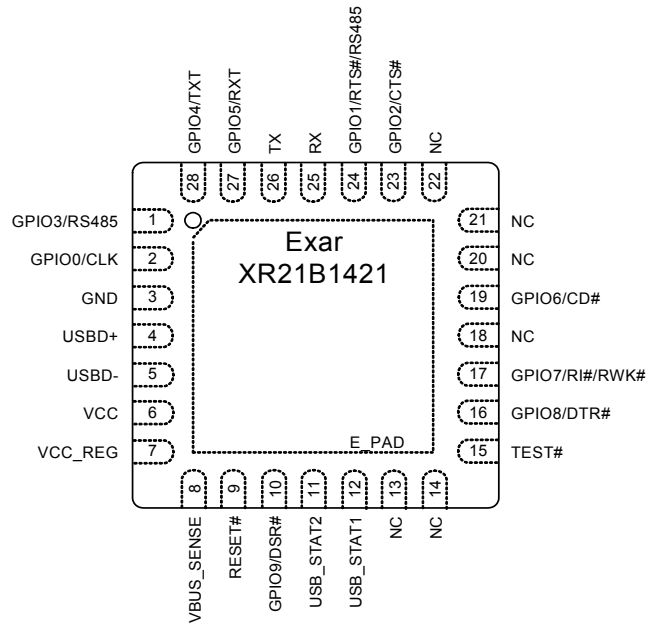 GPIO4/TXT
GPIO5/RXT
TX
RX
GPIO1/RTS#/RS485
GPIO2/CTS#
NC
28
27
26
25
24
23
22
GPIO3/RS485 1
GPIO0/CLK 2
GND 3
USBD+ 4
USBD- 5
VCC 6
VCC_REG 7
Exar
XR21B1421
E_PAD
21 NC
20 NC
19 GPIO6/CD#
18 NC
17 GPIO7/RI#/RWK#
16 GPIO8/DTR#
15 TEST#
8
9
10
11
12
13
14
VBUS_SENSE
RESET#
GPIO9/DSR#
USB_STAT2
USB_STAT1
NC
NC